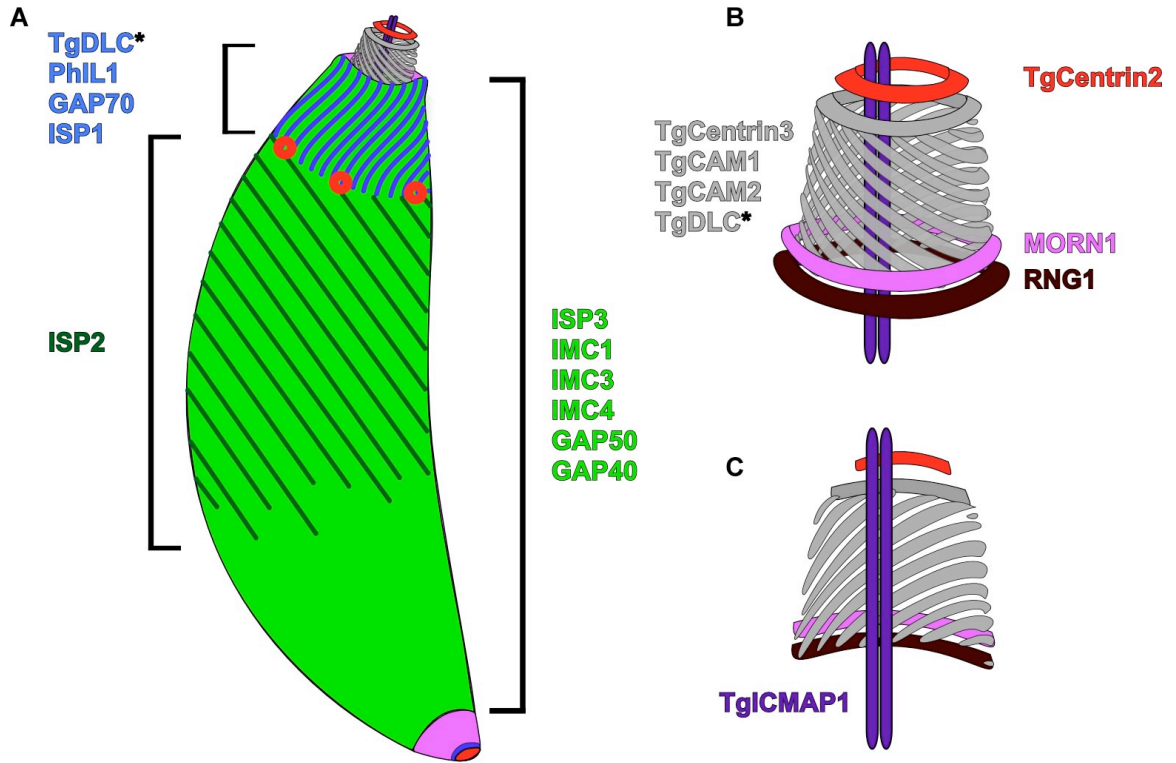 A
TgDLC*
PhIL1
GAP70
ISP1
ISP2
ISP3
IMC1
IMC3
IMC4
GAP50
GAP40
B
TgCentrin2
TgCentrin3
TgCAM1
TgCAM2
TgDLC*
MORN1
RNG1
C
TgICMAP1